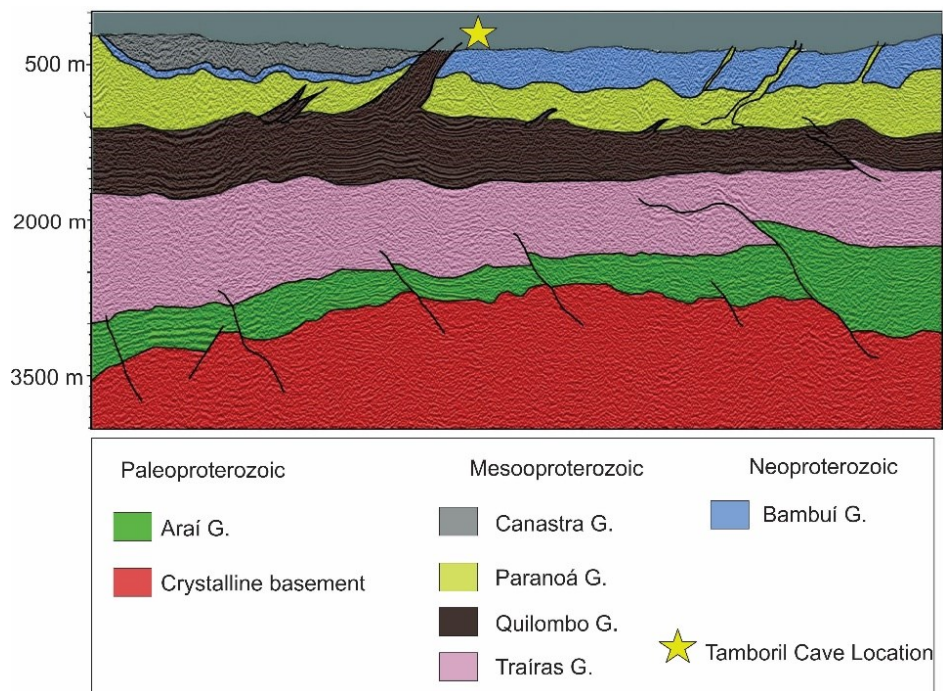 500 m
2000 m
3500 m
Paleoproterozoic
Araí G.
Crystalline basement
Mesooproterozoic
Canastra G.
Paranoá G.
Quilombo G.
Traíras G.
Neoproterozoic
Bambuí G.
Tamboril Cave Location